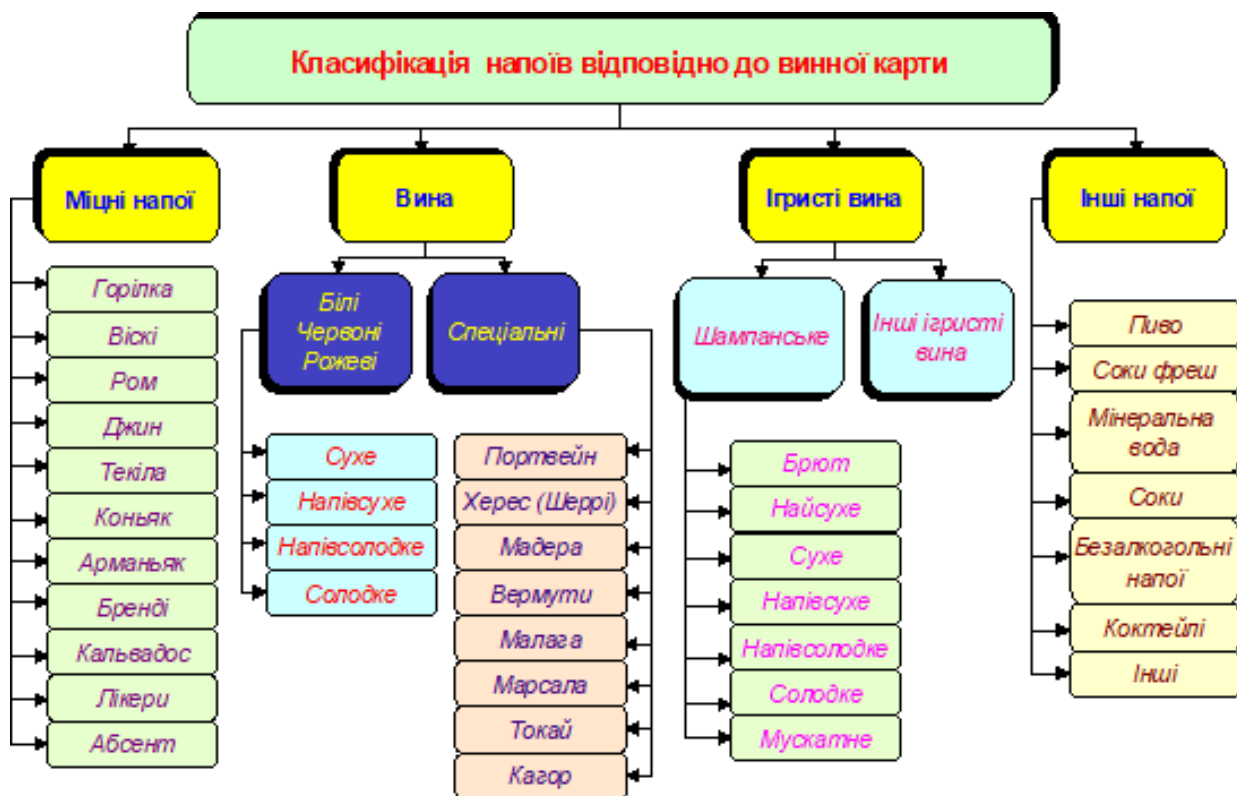 Класифікація напоїв відповідно до винної карти
Міцні напої
Горілка
Віскі
Ром
Джин
Текіла
Коньяк
Арманьяк
Бренді
Кальвадос
Лікери
Абсент
Вина
Білі
Червоні
Рожеві
Сухе
Напівсухе
Напівсолодке
Солодке
Спеціальні
Портвейн
Херес (Шеррі)
Мадера
Вермути
Малага
Марсала
Токай
Кагор
Ігристі вина
Шампанське
Брют
Найсухе
Сухе
Напівсухе
Напівсолодке
Солодке
Мускатне
Інші ігристі
вина
Інші напої
Пиво
Соки фреш
Мінеральна
вода
Соки
Безалкогольні
напої
Коктейлі
Інші